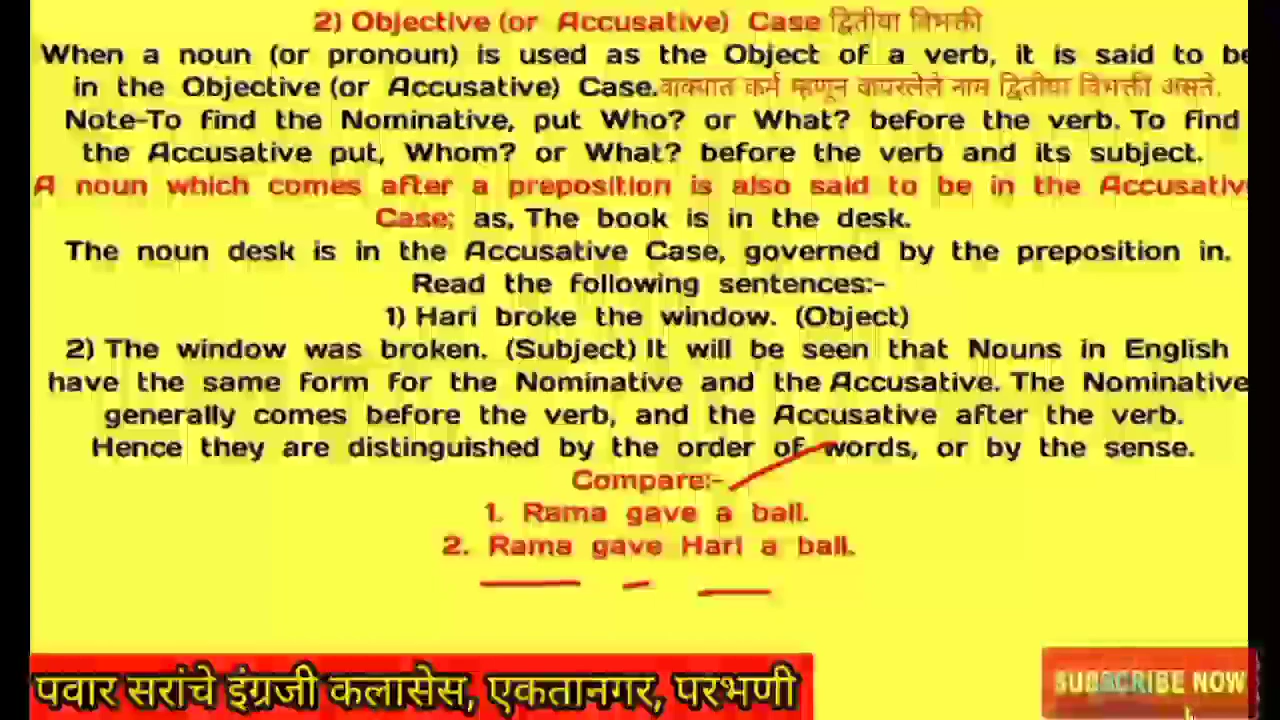 2) Objective (or Accusative) Case द्वितीया विभक्ती
When a noun (or pronoun) is used as the Object of a verb, it is said to be
in the Objective (or Accusative) Case. वाक्यात कर्म म्हणून वापरलेले नाम द्वितीया विभक्ती असते.
Note-To find the Nominative, put Who? or What? before the verb. To find
the Accusative put, Whom? or What? before the verb and its subject.
A noun which comes after a preposition is also said to be in the Accusativ
Case; as, The book is in the desk.
The noun desk is in the Accusative Case, governed by the preposition in.
Read the following sentences:-
1) Hari broke the window. (Object)
2) The window was broken. (Subject) It will be seen that Nouns in English
have the same form for the Nominative and the Accusative. The Nominative
generally comes before the verb, and the Accusative after the verb.
Hence they are distinguished by the order of words, or by the sense.
Compare:-
1. Rama gave a ball.
2. Rama gave Hari a ball.
पवार सरांचे इंग्रजी कलासेस, एकतानगर, परभणी
SUBSCRIBE NOW